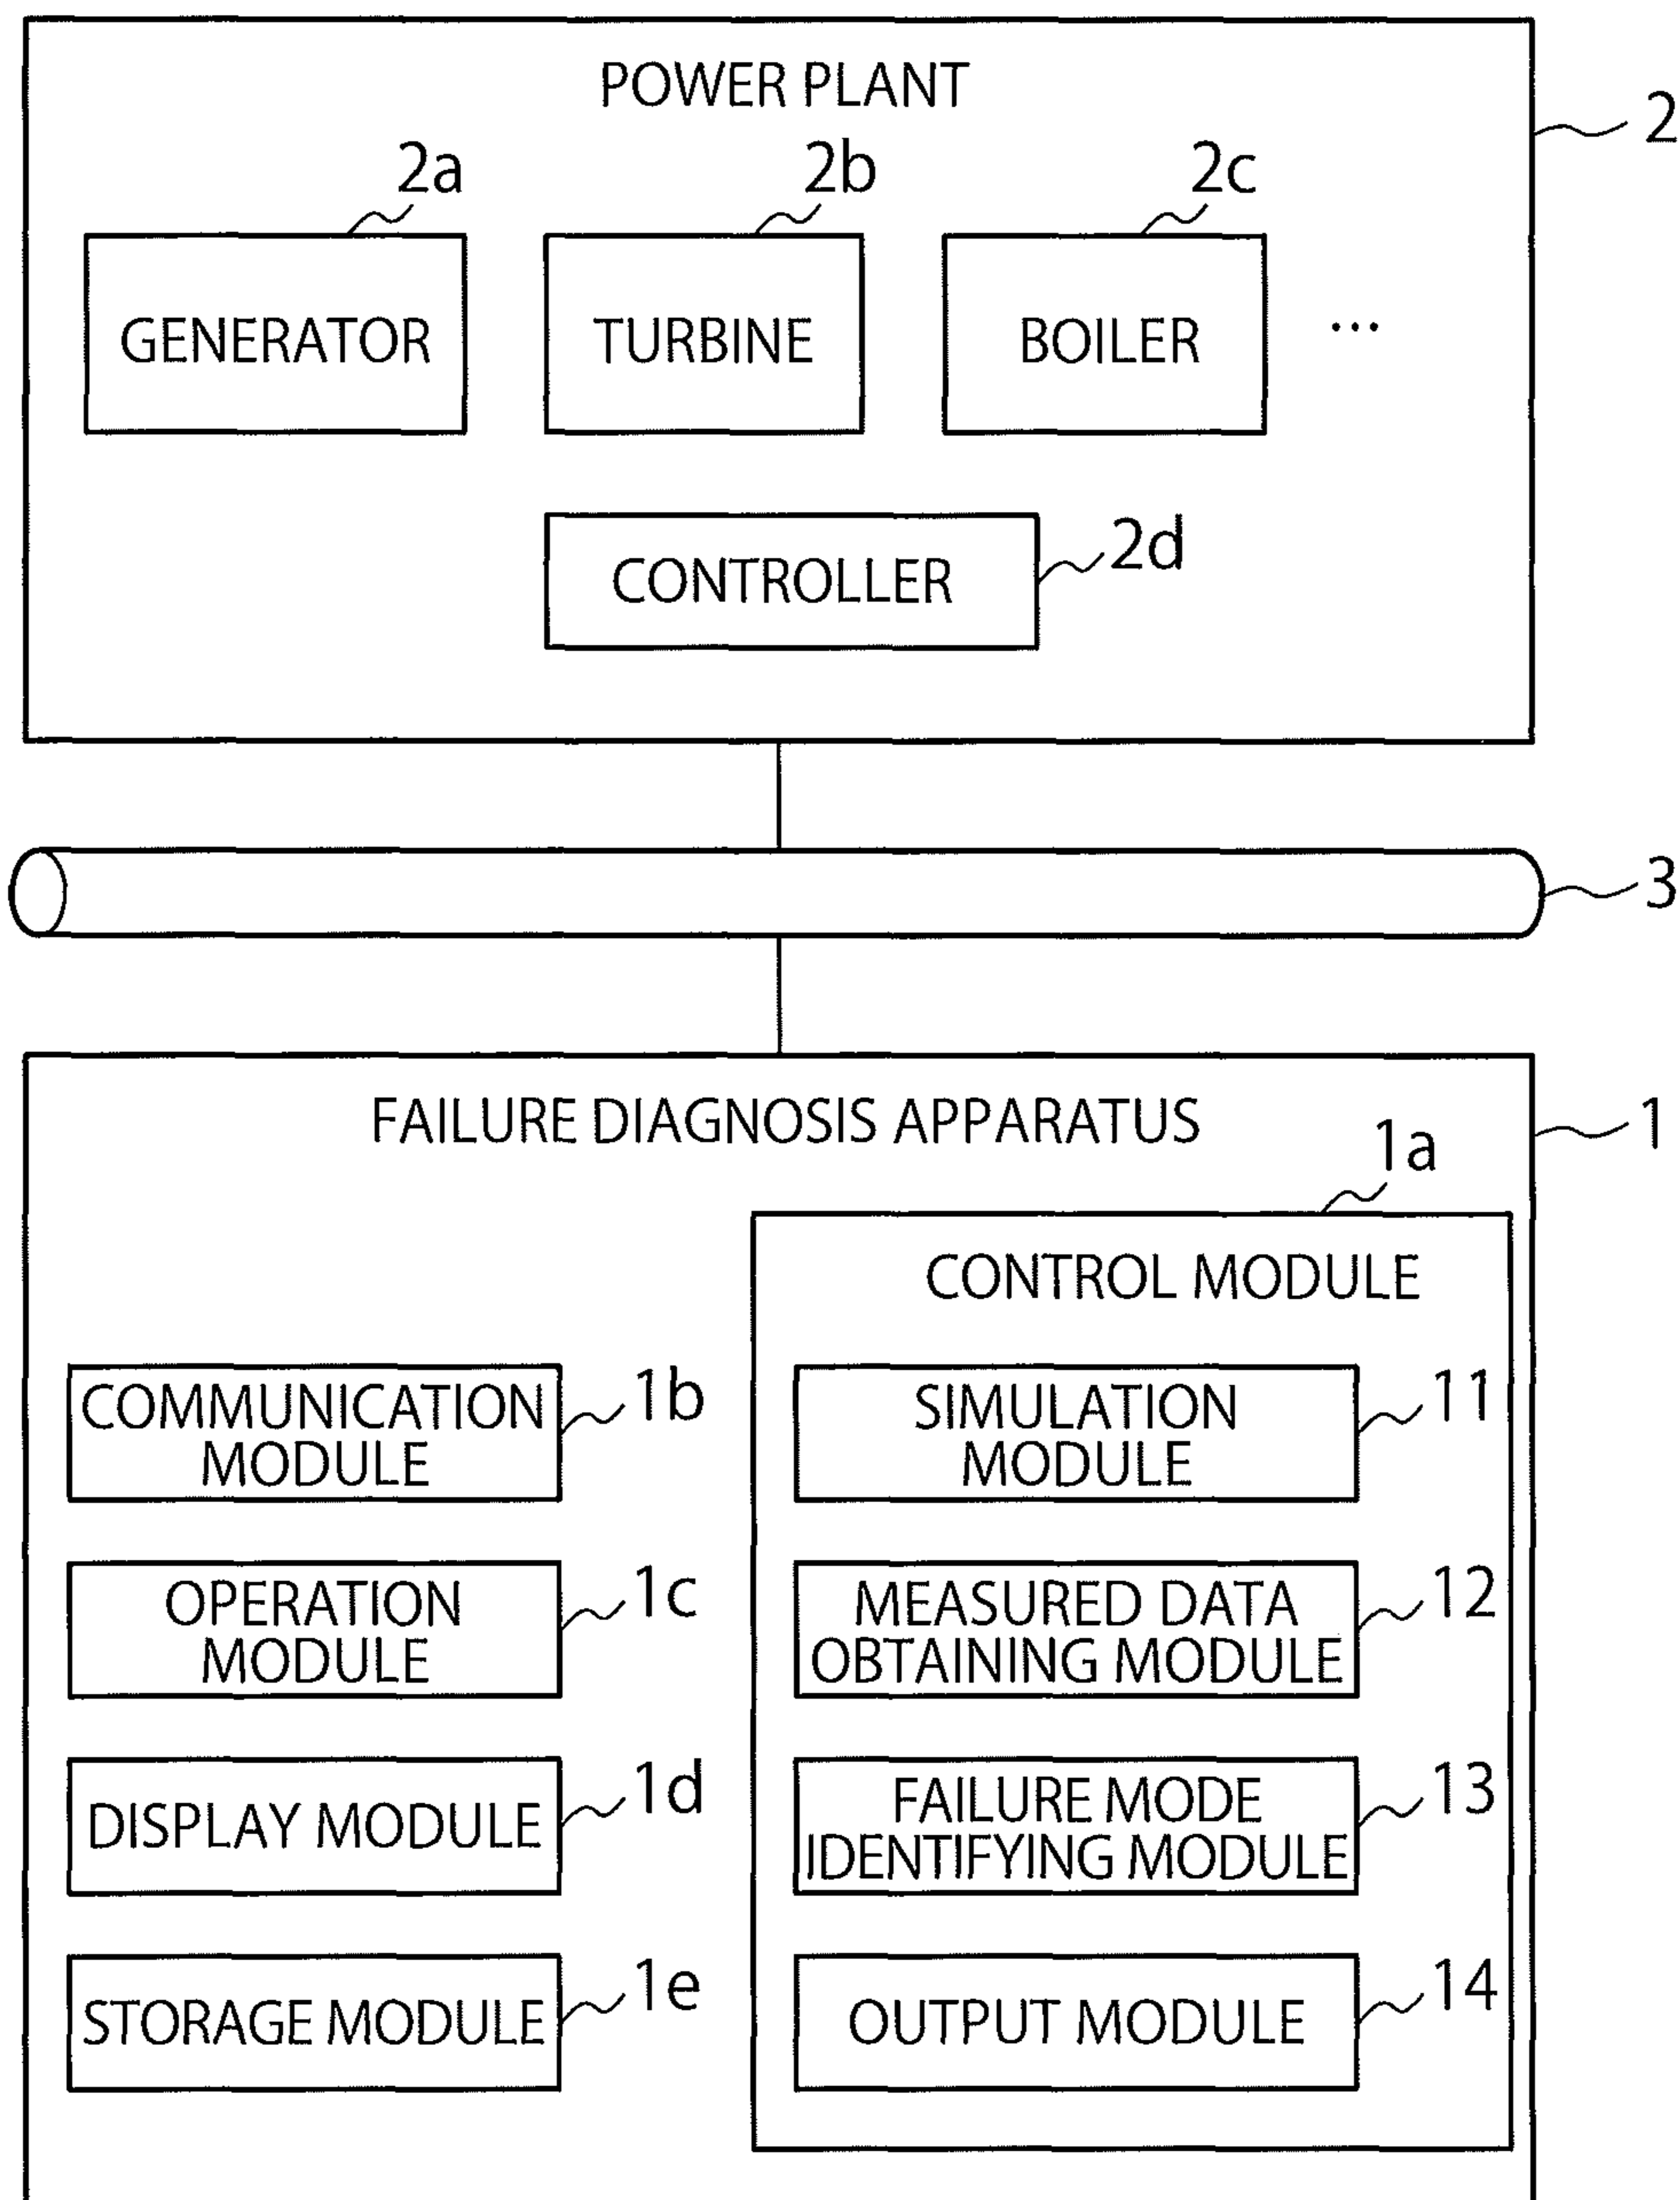 POWER PLANT
2
2a
2b
2c
GENERATOR
TURBINE
BOILER
...
CONTROLLER
2d
3
FAILURE DIAGNOSIS APPARATUS
1
1a
CONTROL MODULE
COMMUNICATION
MODULE
1b
SIMULATION
MODULE
11
OPERATION
MODULE
1c
MEASURED DATA
OBTAINING MODULE
12
DISPLAY MODULE
1d
FAILURE MODE
IDENTIFYING MODULE
13
STORAGE MODULE
1e
OUTPUT MODULE
14